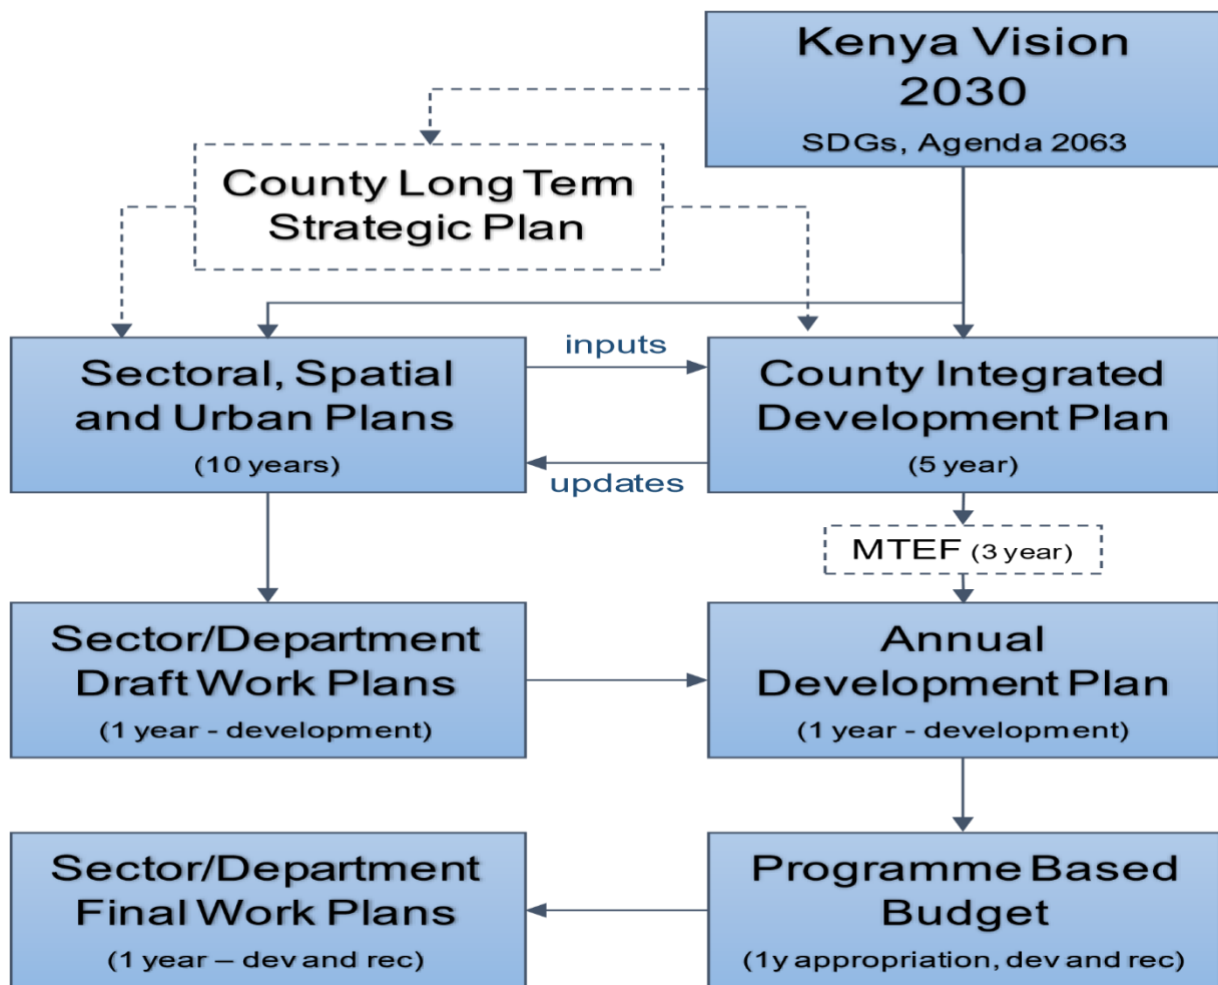 Kenya Vision
2030
SDGs, Agenda 2063
County Long Term
Strategic Plan
Sectoral, Spatial
and Urban Plans
(10 years)
inputs
updates
County Integrated
Development Plan
(5 year)
MTEF (3 year)
Sector/Department
Draft Work Plans
(1 year - development)
Annual
Development Plan
(1 year - development)
Sector/Department
Final Work Plans
(1 year – dev and rec)
Programme Based
Budget
(1y appropriation, dev and rec)